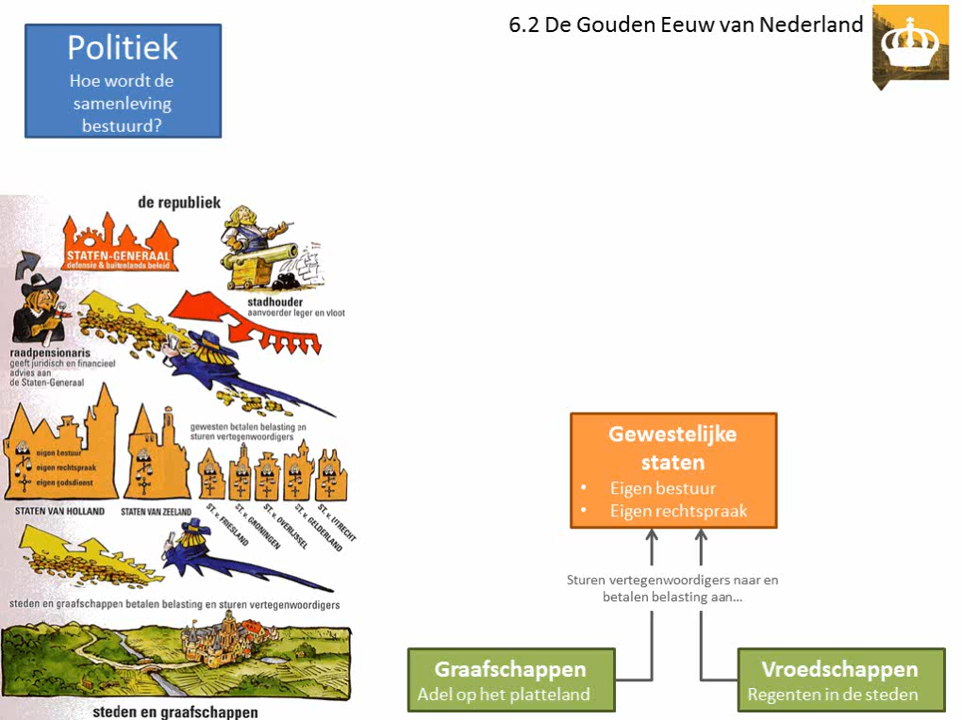 6.2 De Gouden Eeuw van Nederland
Politiek
Hoe wordt de
samenleving
bestuurd?
de republiek
STATEN-GENERAAL
defensie & buitenlands beleid
stadhouder
aanvoerder leger en vloot
raadpensionaris
geeft juridisch en financieel
advies aan
de Staten-Generaal
gewesten betalen belasting en
sturen vertegenwoordigers
eigen bestuur
eigen rechtspraak
eigen godsdienst
STATEN VAN HOLLAND
STATEN VAN ZEELAND
ST. v. FRIESLAND
ST. v. GRONINGEN
ST. v. OVERIJSSEL
ST. v. GELDERLAND
ST. v. UTRECHT
steden en graafschappen betalen belasting en sturen vertegenwoordigers
steden en graafschappen
Gewestelijke
staten
• Eigen bestuur
• Eigen rechtspraak
Sturen vertegenwoordigers naar en
betalen belasting aan...
Graafschappen
Adel op het platteland
Vroedschappen
Regenten in de steden